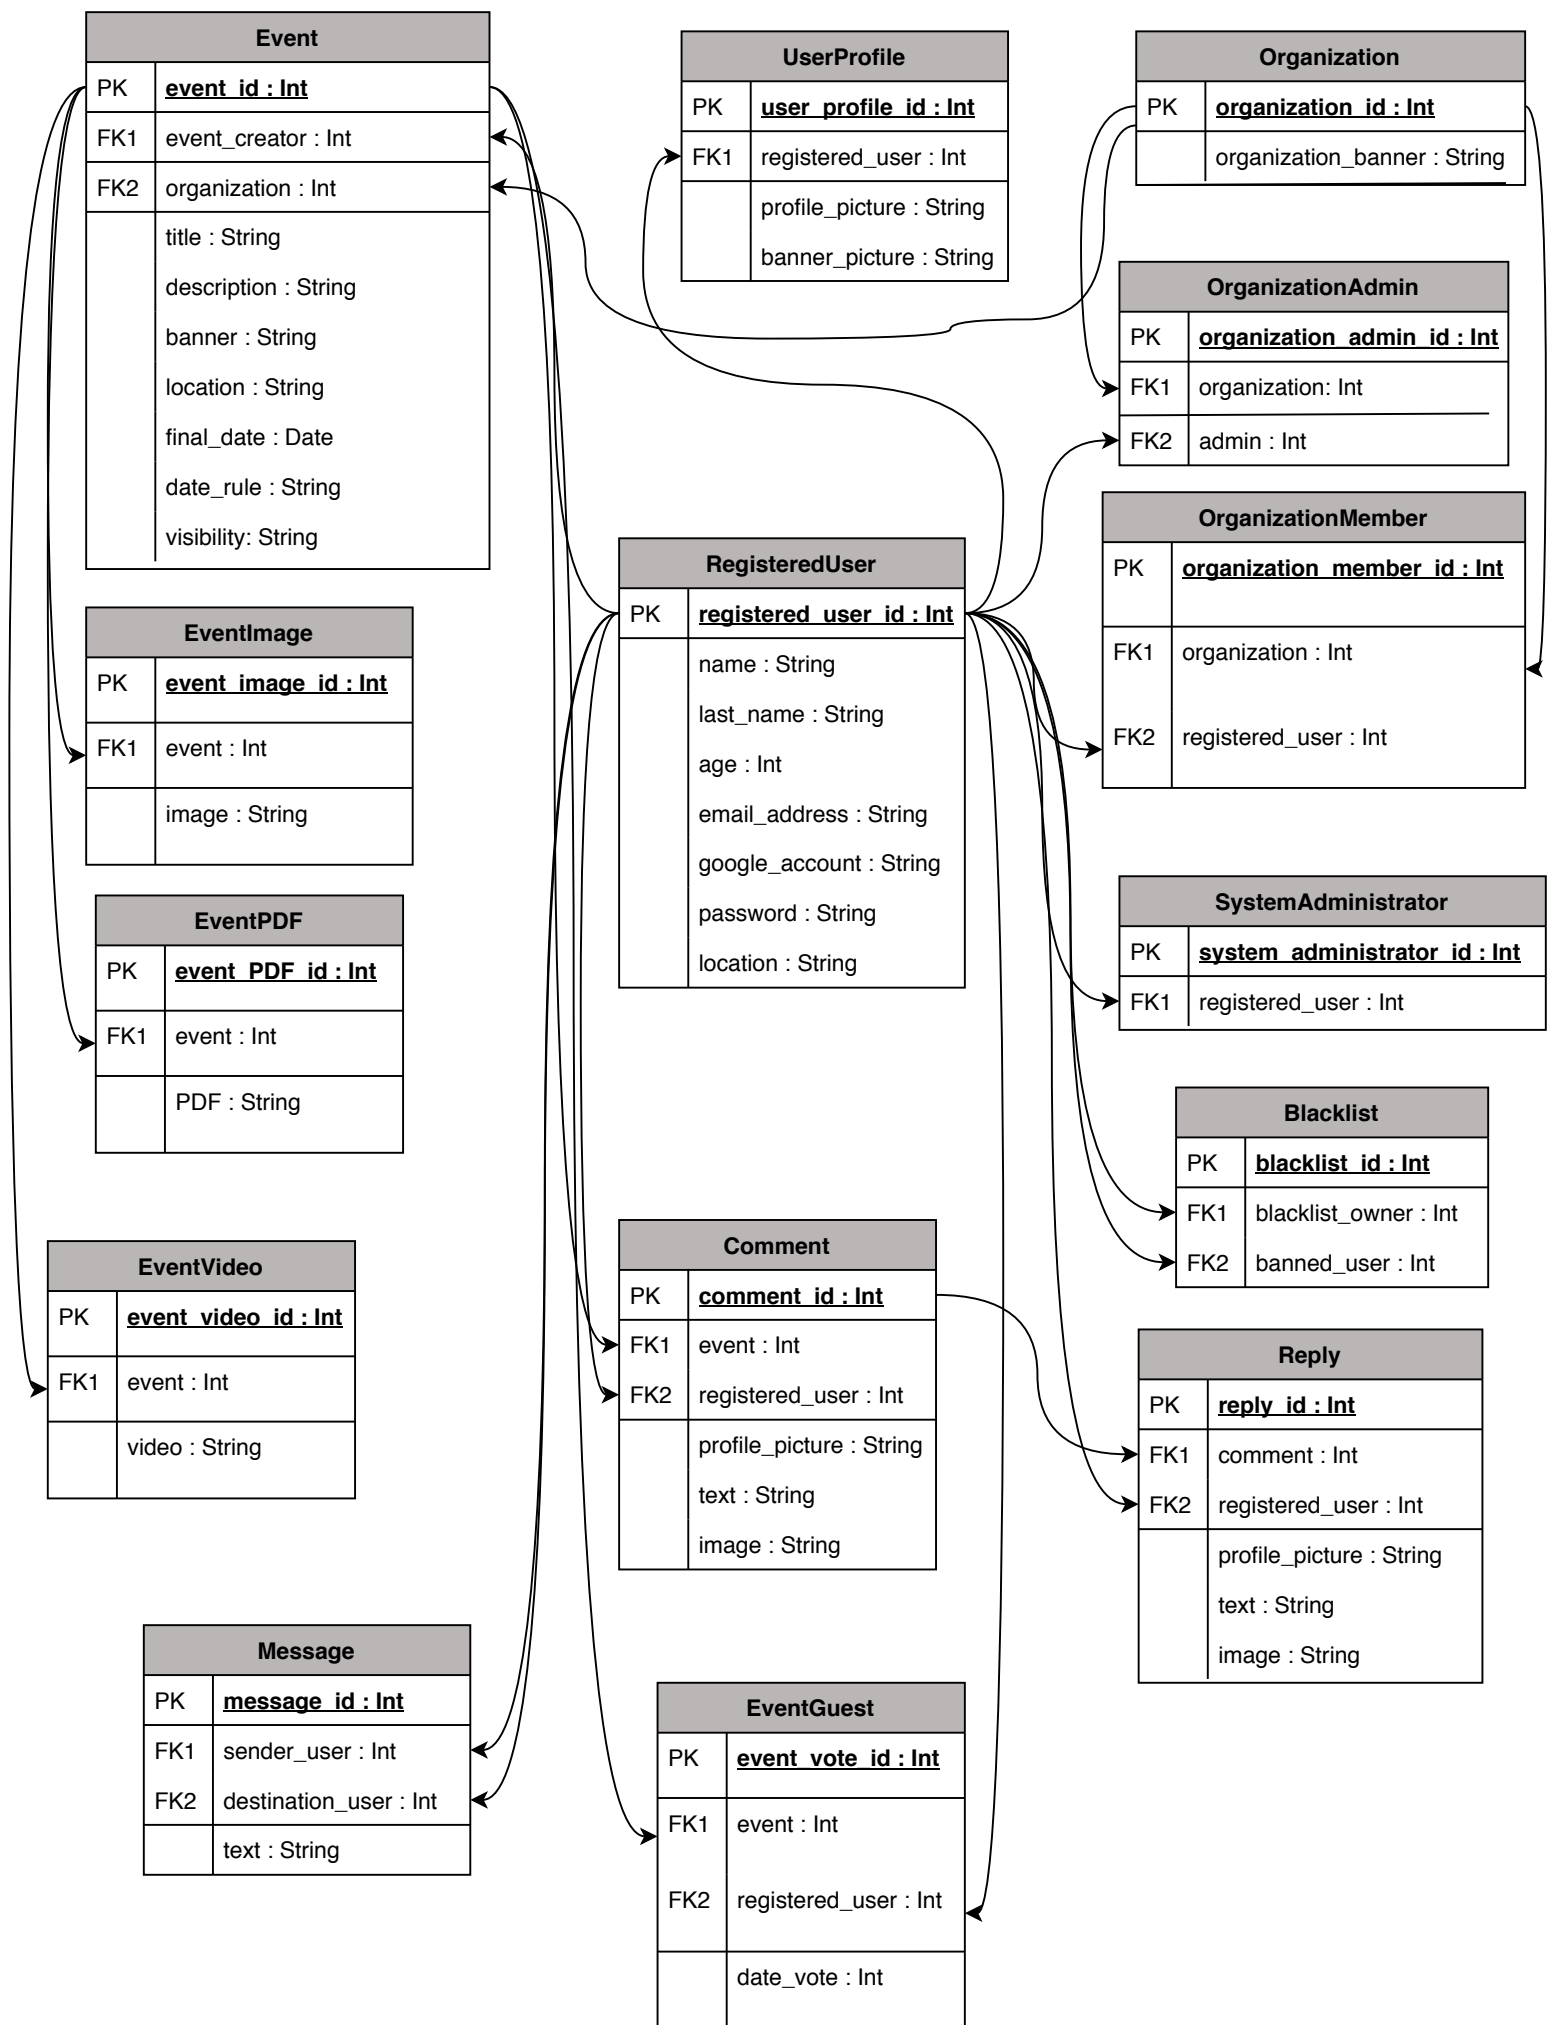 Event
PK event_id : Int
FK1 event_creator : Int
FK2 organization : Int
title : String
description : String
banner : String
location : String
final_date : Date
date_rule : String
visibility: String
UserProfile
PK user_profile_id : Int
FK1 registered_user : Int
profile_picture : String
banner_picture : String
Organization
PK organization_id : Int
organization_banner : String
OrganizationAdmin
PK organization_admin_id : Int
FK1 organization: Int
FK2 admin : Int
OrganizationMember
PK organization_member_id : Int
FK1 organization : Int
FK2 registered_user : Int
RegisteredUser
PK registered_user_id : Int
name : String
last_name : String
age : Int
email_address : String
google_account : String
password : String
location : String
EventImage
PK event_image_id : Int
FK1 event : Int
image : String
EventPDF
PK event_PDF_id : Int
FK1 event : Int
PDF : String
SystemAdministrator
PK system_administrator_id : Int
FK1 registered_user : Int
Blacklist
PK blacklist_id : Int
FK1 blacklist_owner : Int
FK2 banned_user : Int
EventVideo
PK event_video_id : Int
FK1 event : Int
video : String
Comment
PK comment_id : Int
FK1 event : Int
FK2 registered_user : Int
profile_picture : String
text : String
image : String
Reply
PK reply_id : Int
FK1 comment : Int
FK2 registered_user : Int
profile_picture : String
text : String
image : String
Message
PK message_id : Int
FK1 sender_user : Int
FK2 destination_user : Int
text : String
EventGuest
PK event_vote_id : Int
FK1 event : Int
FK2 registered_user : Int
date_vote : Int